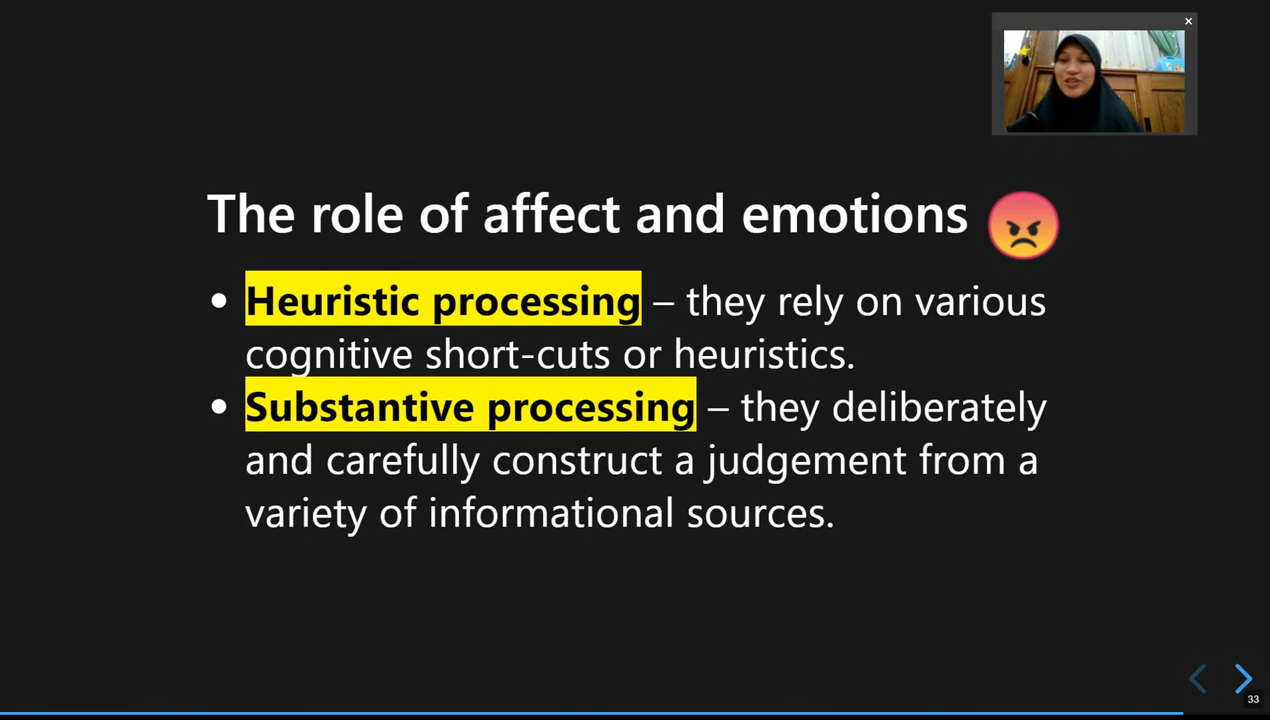 The role of affect and emotions
Heuristic processing – they rely on various
cognitive short-cuts or heuristics.
Substantive processing – they deliberately
and carefully construct a judgement from a
variety of informational sources.
33